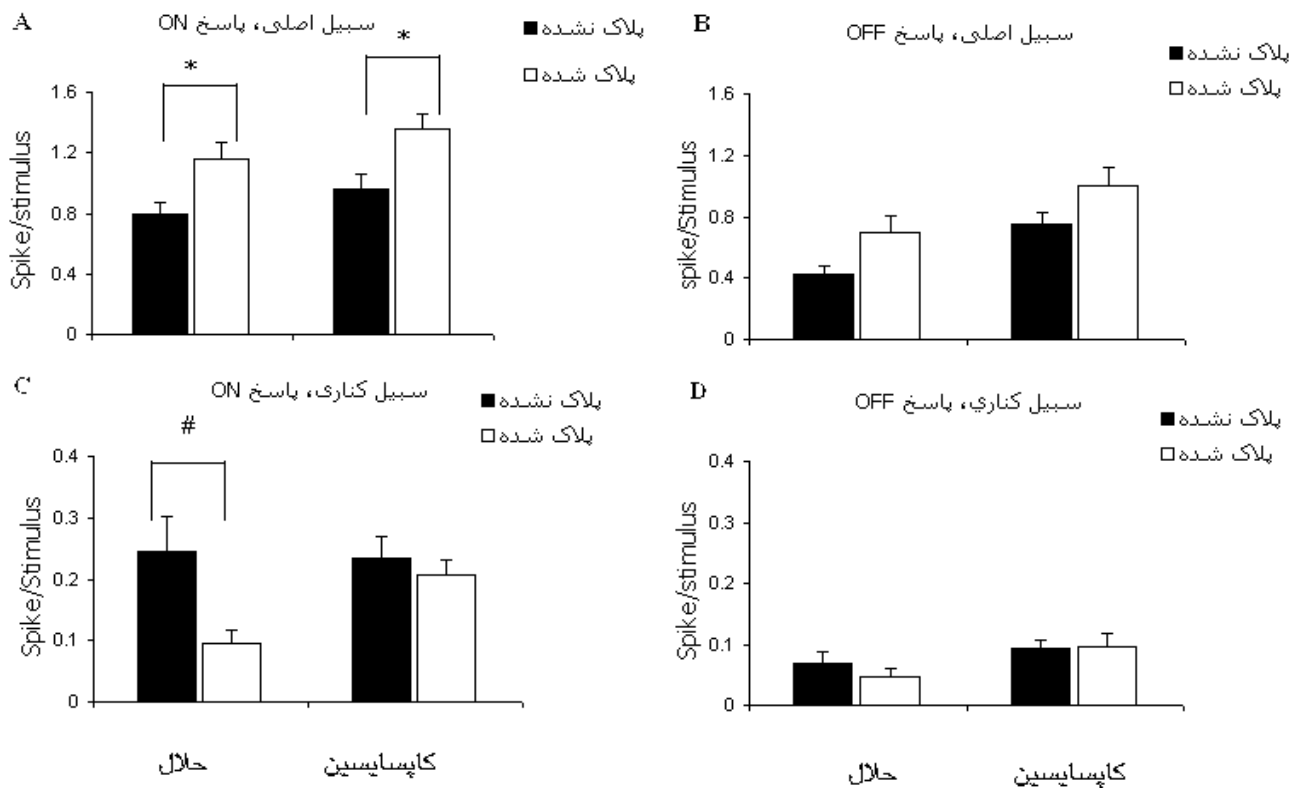 A
سبیل اصلی، پاسخ ON
پلاک نشده
پلاک شده
*
*
Spike/stimulus
1.6
1.2
0.8
0.4
0
B
سبیل اصلی، پاسخ OFF
پلاک نشده
پلاک شده
spike/Stimulus
1.6
1.2
0.8
0.4
0
C
سبیل کناری، پاسخ ON
پلاک نشده
پلاک شده
#
Spike/Stimulus
0.4
0.3
0.2
0.1
0
حلال
کاپسایسین
D
سبیل کناري، پاسخ OFF
پلاک نشده
پلاک شده
Spike/stimulus
0.4
0.3
0.2
0.1
0
حلال
کاپسایسین